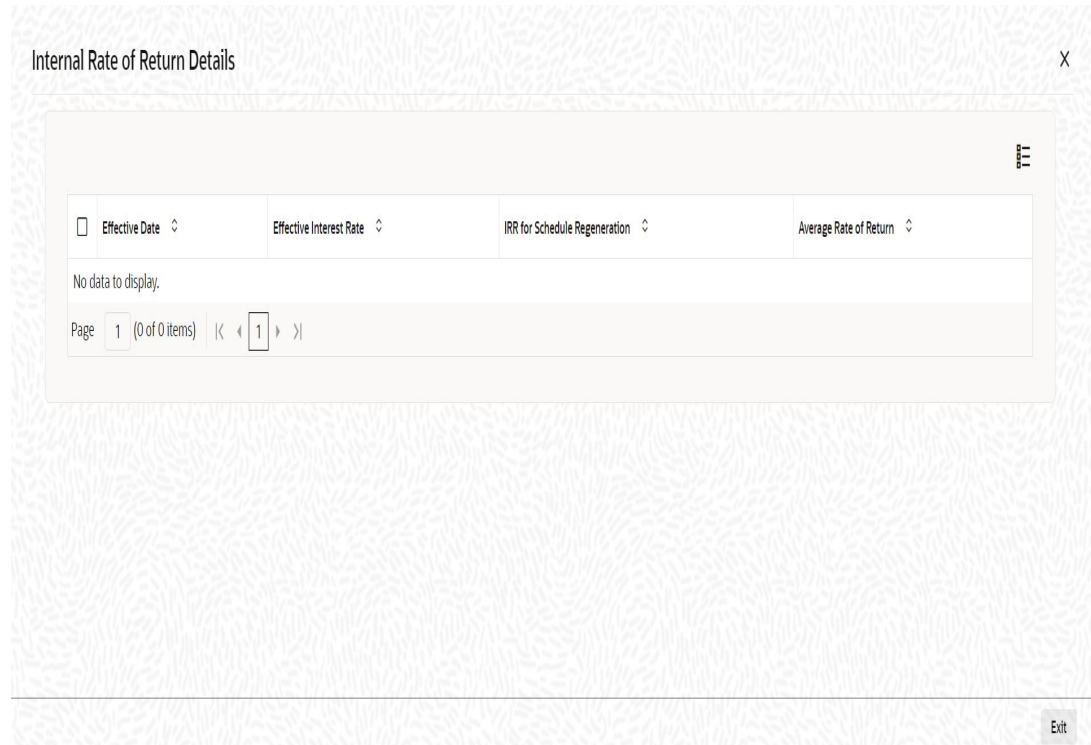 Internal Rate of Return Details X
Effective Date Effective Interest Rate IRR for Schedule Regeneration Average Rate of Return
No data to display.
Page 1 (0 of 0 items) 1
Exit